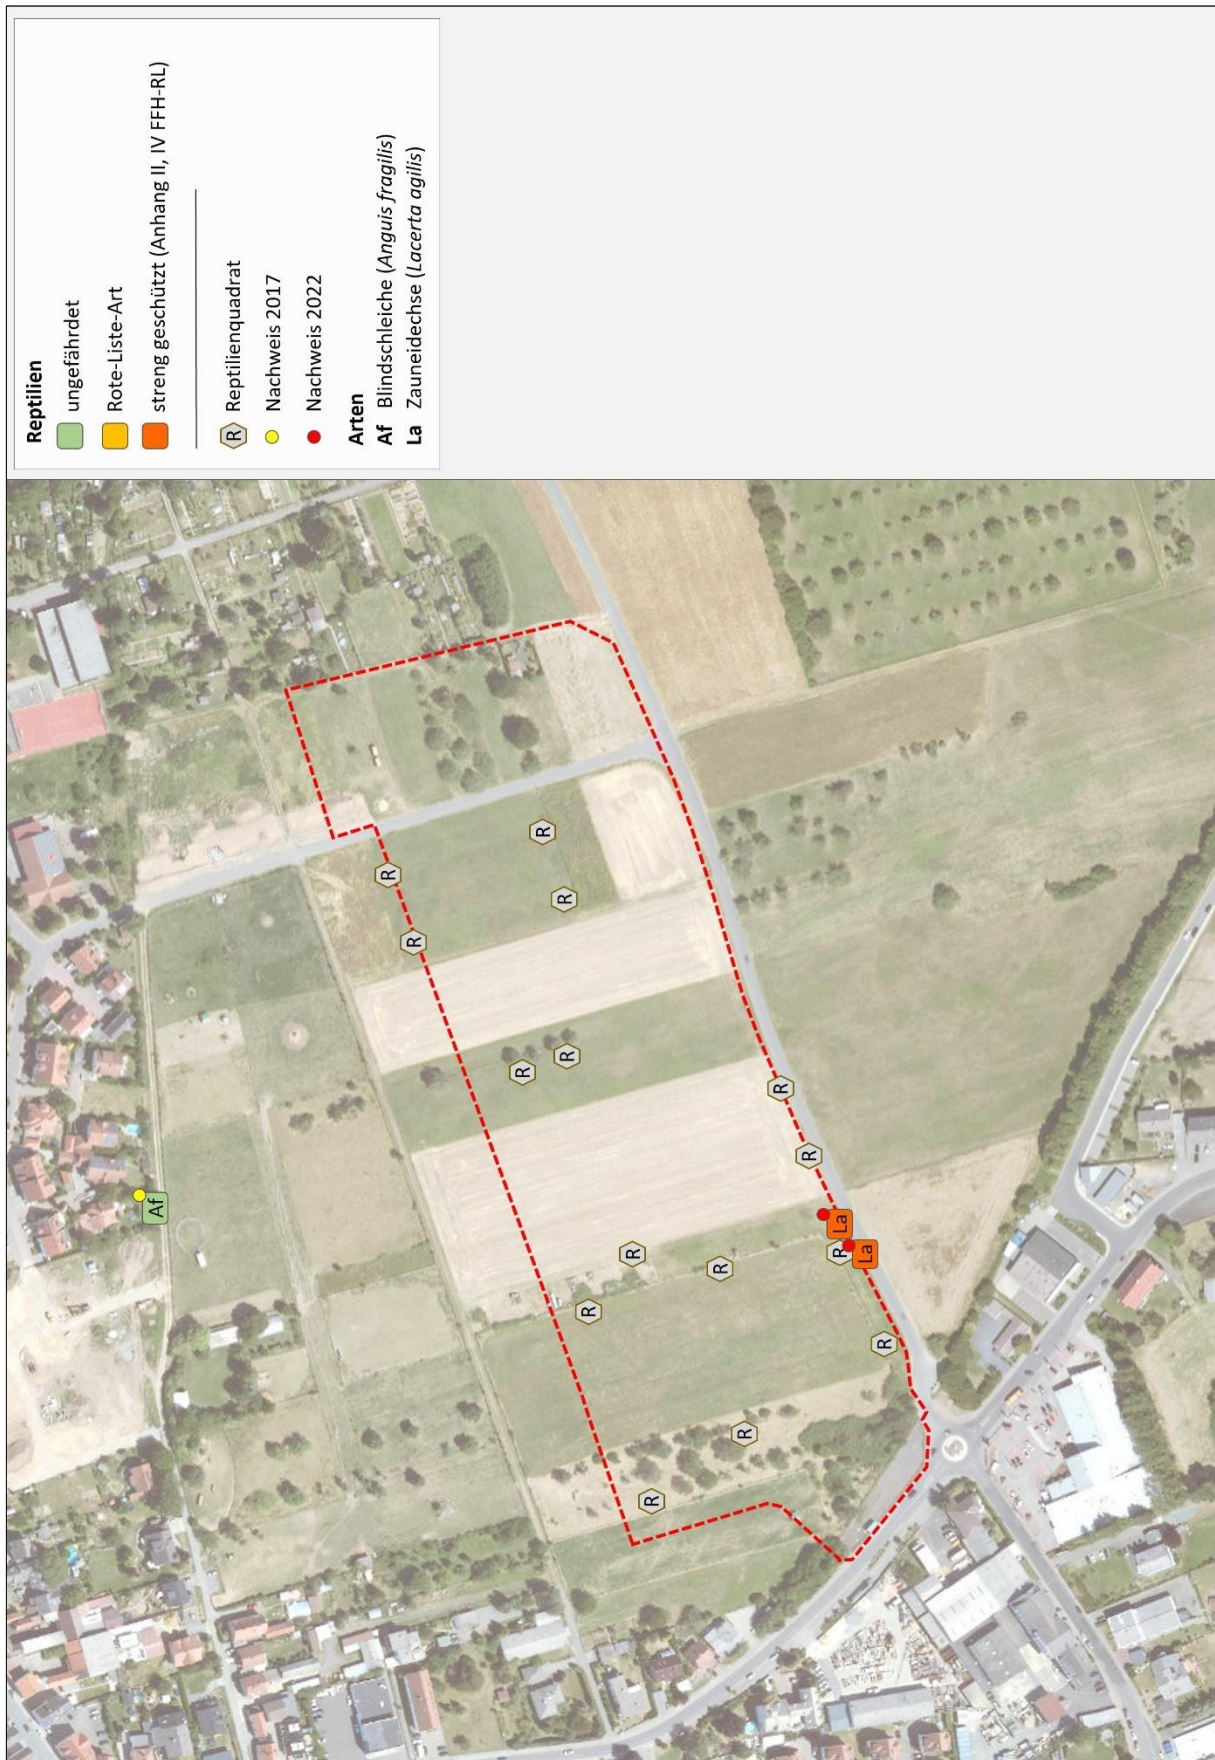 Reptilien
ungefährdet
Rote-Liste-Art
streng geschützt (Anhang II, IV FFH-RL)
R Reptilienquadrat
Nachweis 2017
Nachweis 2022
Arten
Af Blindschleiche (Anguis fragilis)
La Zauneidechse (Lacerta agilis)
R
R
R
R
R
R
R
R
Af
La
R
La
R
R
R
R
R
R